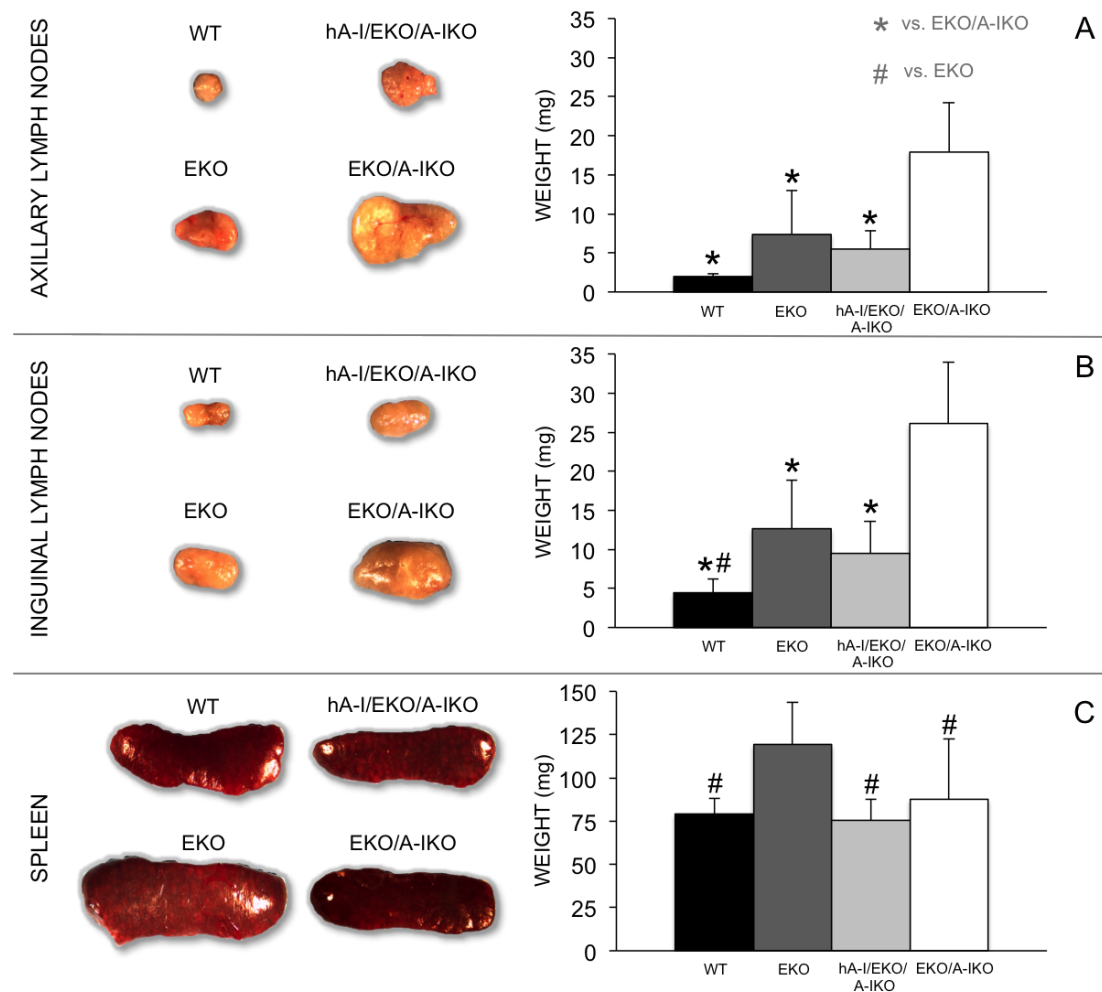 AXILLARY LYMPH NODES
WT
hA-I/EKO/A-IKO
EKO
EKO/A-IKO
A
* vs. EKO/A-IKO
# vs. EKO
WEIGHT (mg)
35
30
25
20
15
10
5
0
*
*
*
WT
EKO
hA-I/EKO/
A-IKO
EKO/A-IKO
INGUINAL LYMPH NODES
WT
hA-I/EKO/A-IKO
EKO
EKO/A-IKO
B
WEIGHT (mg)
35
30
25
20
15
10
5
0
*#
*
*
WT
EKO
hA-I/EKO/
A-IKO
EKO/A-IKO
SPLEEN
WT
hA-I/EKO/A-IKO
EKO
EKO/A-IKO
C
WEIGHT (mg)
150
125
100
75
50
25
0
#
#
#
WT
EKO
hA-I/EKO/
A-IKO
EKO/A-IKO